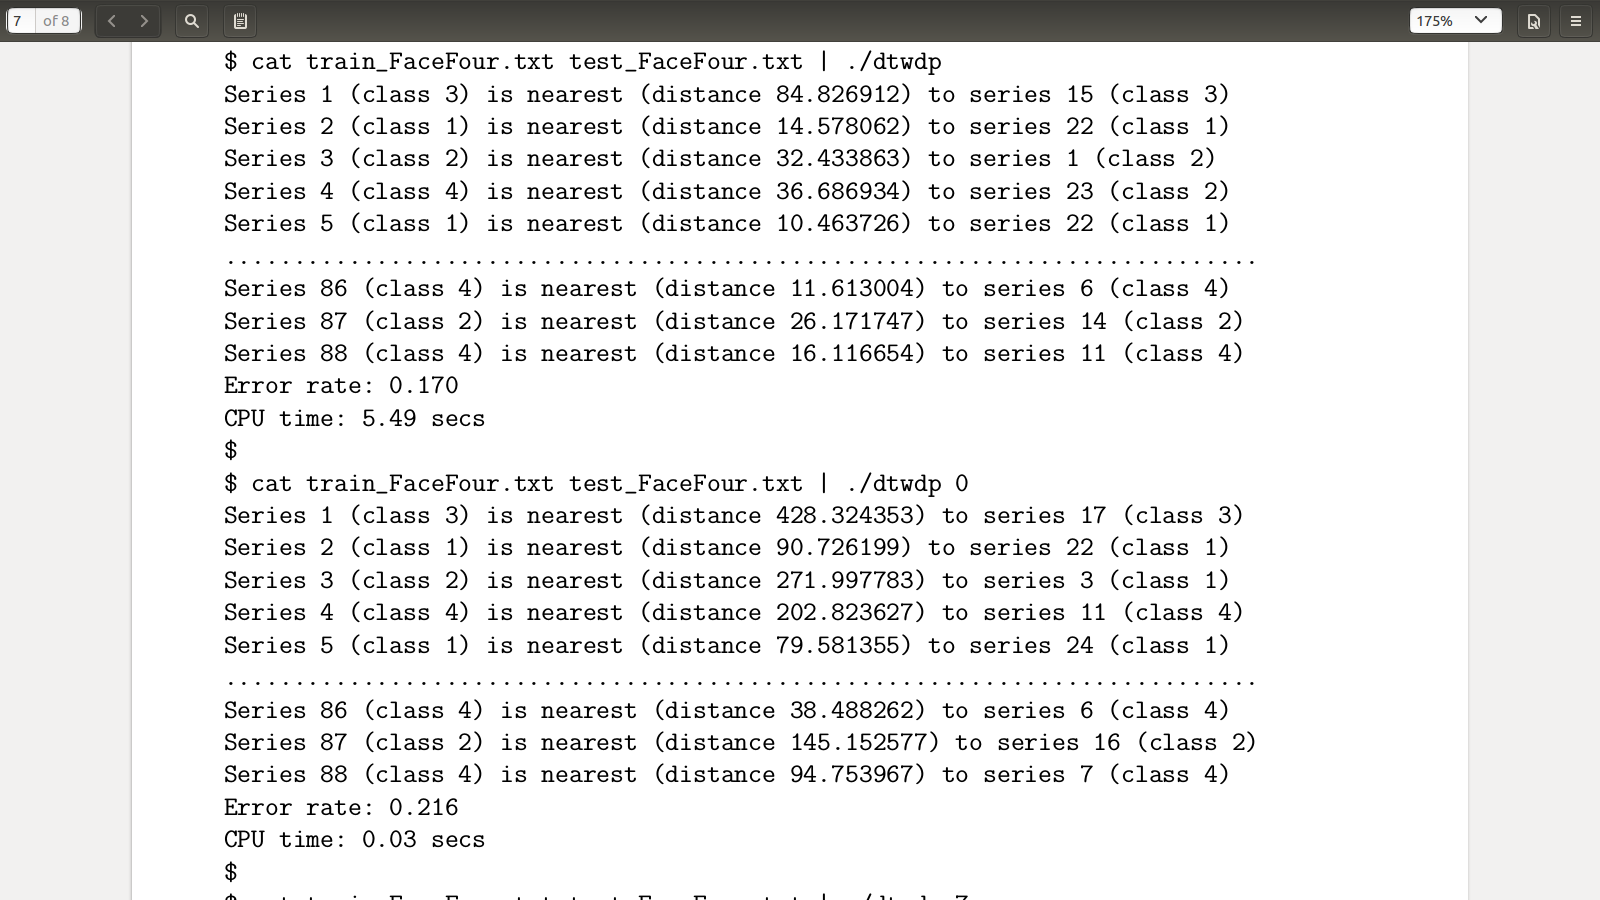 7 of 8 175%
$ cat train_FaceFour.txt test_FaceFour.txt | ./dtwdp
Series 1 (class 3) is nearest (distance 84.826912) to series 15 (class 3)
Series 2 (class 1) is nearest (distance 14.578062) to series 22 (class 1)
Series 3 (class 2) is nearest (distance 32.433863) to series 1 (class 2)
Series 4 (class 4) is nearest (distance 36.686934) to series 23 (class 2)
Series 5 (class 1) is nearest (distance 10.463726) to series 22 (class 1)
...........................................................................
Series 86 (class 4) is nearest (distance 11.613004) to series 6 (class 4)
Series 87 (class 2) is nearest (distance 26.171747) to series 14 (class 2)
Series 88 (class 4) is nearest (distance 16.116654) to series 11 (class 4)
Error rate: 0.170
CPU time: 5.49 secs
$
$ cat train_FaceFour.txt test_FaceFour.txt | ./dtwdp 0
Series 1 (class 3) is nearest (distance 428.324353) to series 17 (class 3)
Series 2 (class 1) is nearest (distance 90.726199) to series 22 (class 1)
Series 3 (class 2) is nearest (distance 271.997783) to series 3 (class 1)
Series 4 (class 4) is nearest (distance 202.823627) to series 11 (class 4)
Series 5 (class 1) is nearest (distance 79.581355) to series 24 (class 1)
...........................................................................
Series 86 (class 4) is nearest (distance 38.488262) to series 6 (class 4)
Series 87 (class 2) is nearest (distance 145.152577) to series 16 (class 2)
Series 88 (class 4) is nearest (distance 94.753967) to series 7 (class 4)
Error rate: 0.216
CPU time: 0.03 secs
$